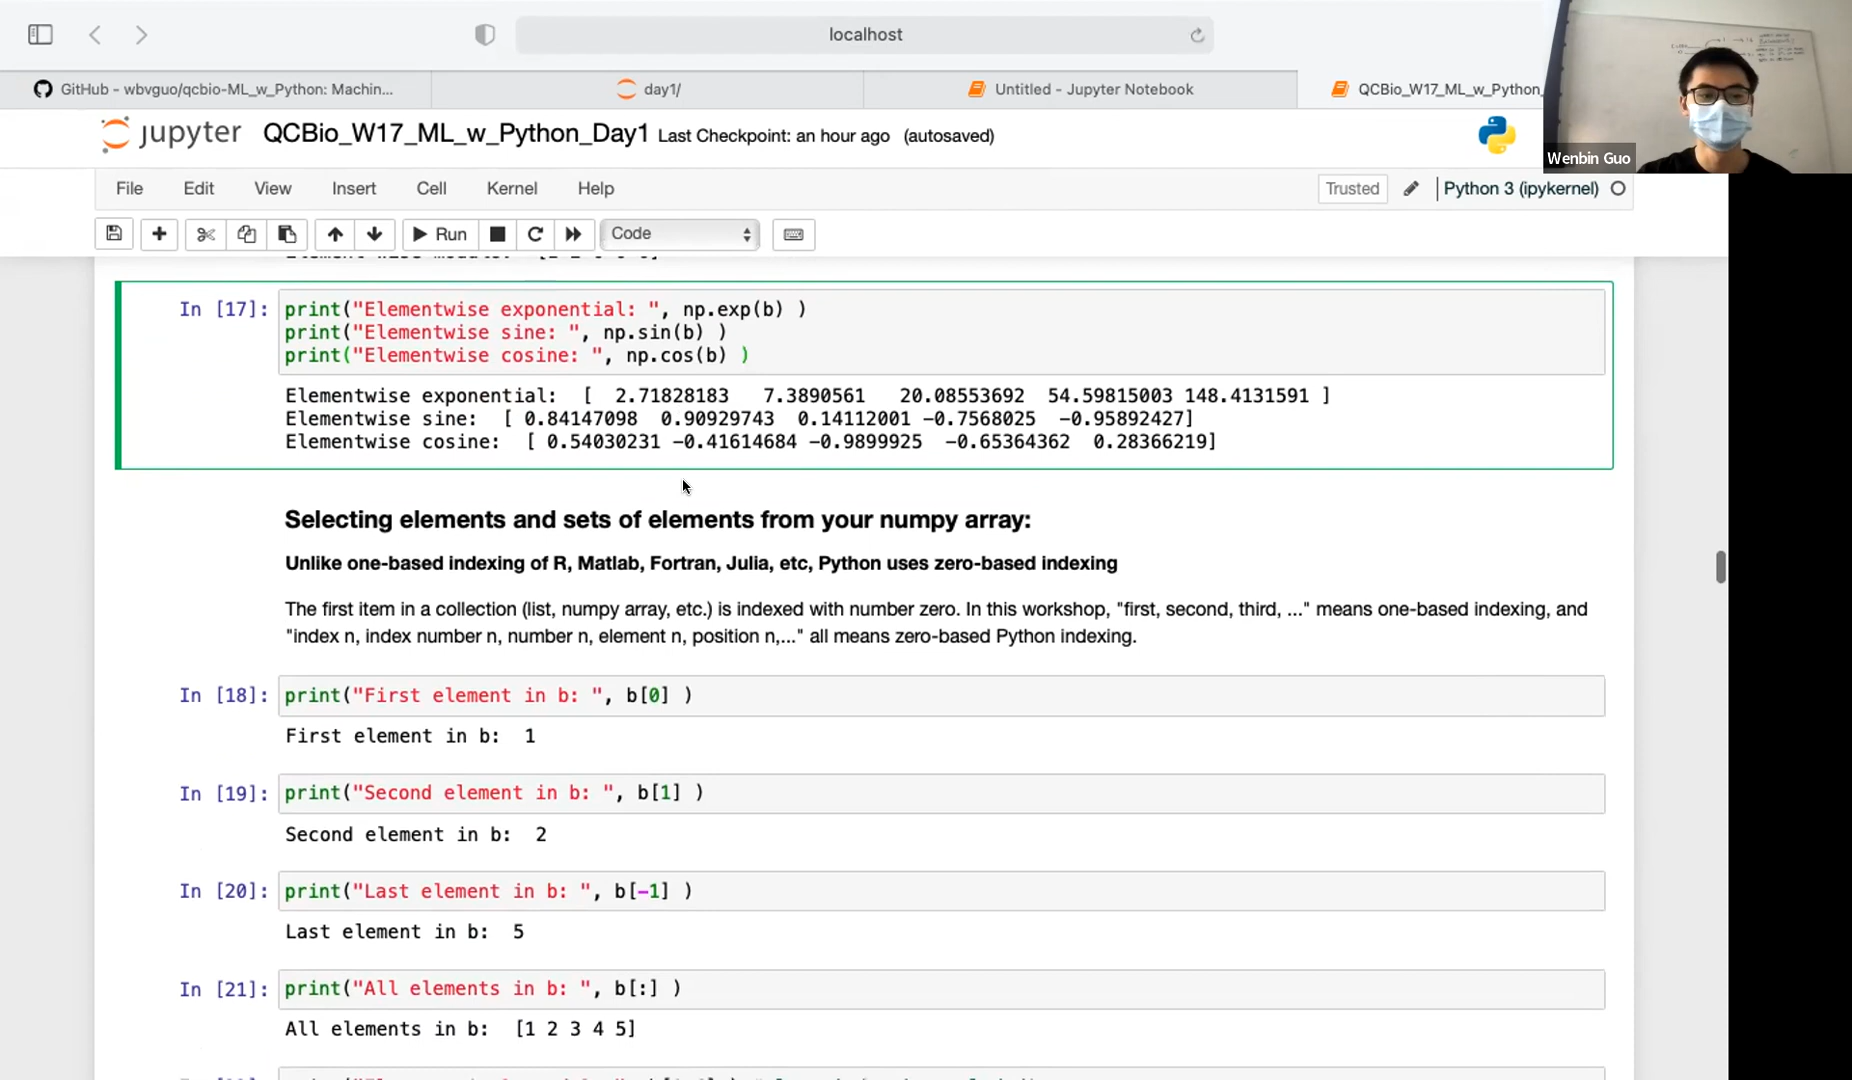 localhost
GitHub - wbvguo/qcbio-ML_w_Python: Machin...
day1/
Untitled - Jupyter Notebook
QCBio_W17_ML_w_Python_
jupyter QCBio_W17_ML_w_Python_Day1 Last Checkpoint: an hour ago (autosaved)
Wenbin Guo
File Edit View Insert Cell Kernel Help
Trusted Python 3 (ipykernel)
Run Code
In [17]: print("Elementwise exponential: ", np.exp(b) )
print("Elementwise sine: ", np.sin(b) )
print("Elementwise cosine: ", np.cos(b) )
Elementwise exponential: [ 2.71828183 7.3890561 20.08553692 54.59815003 148.4131591 ]
Elementwise sine: [ 0.84147098 0.90929743 0.14112001 -0.7568025 -0.95892427]
Elementwise cosine: [ 0.54030231 -0.41614684 -0.9899925 -0.65364362 0.28366219]
Selecting elements and sets of elements from your numpy array:
Unlike one-based indexing of R, Matlab, Fortran, Julia, etc, Python uses zero-based indexing
The first item in a collection (list, numpy array, etc.) is indexed with number zero. In this workshop, "first, second, third, ..." means one-based indexing, and
"index n, index number n, number n, element n, position n,..." all means zero-based Python indexing.
In [18]: print("First element in b: ", b[0] )
First element in b: 1
In [19]: print("Second element in b: ", b[1] )
Second element in b: 2
In [20]: print("Last element in b: ", b[-1] )
Last element in b: 5
In [21]: print("All elements in b: ", b[:] )
All elements in b: [1 2 3 4 5]